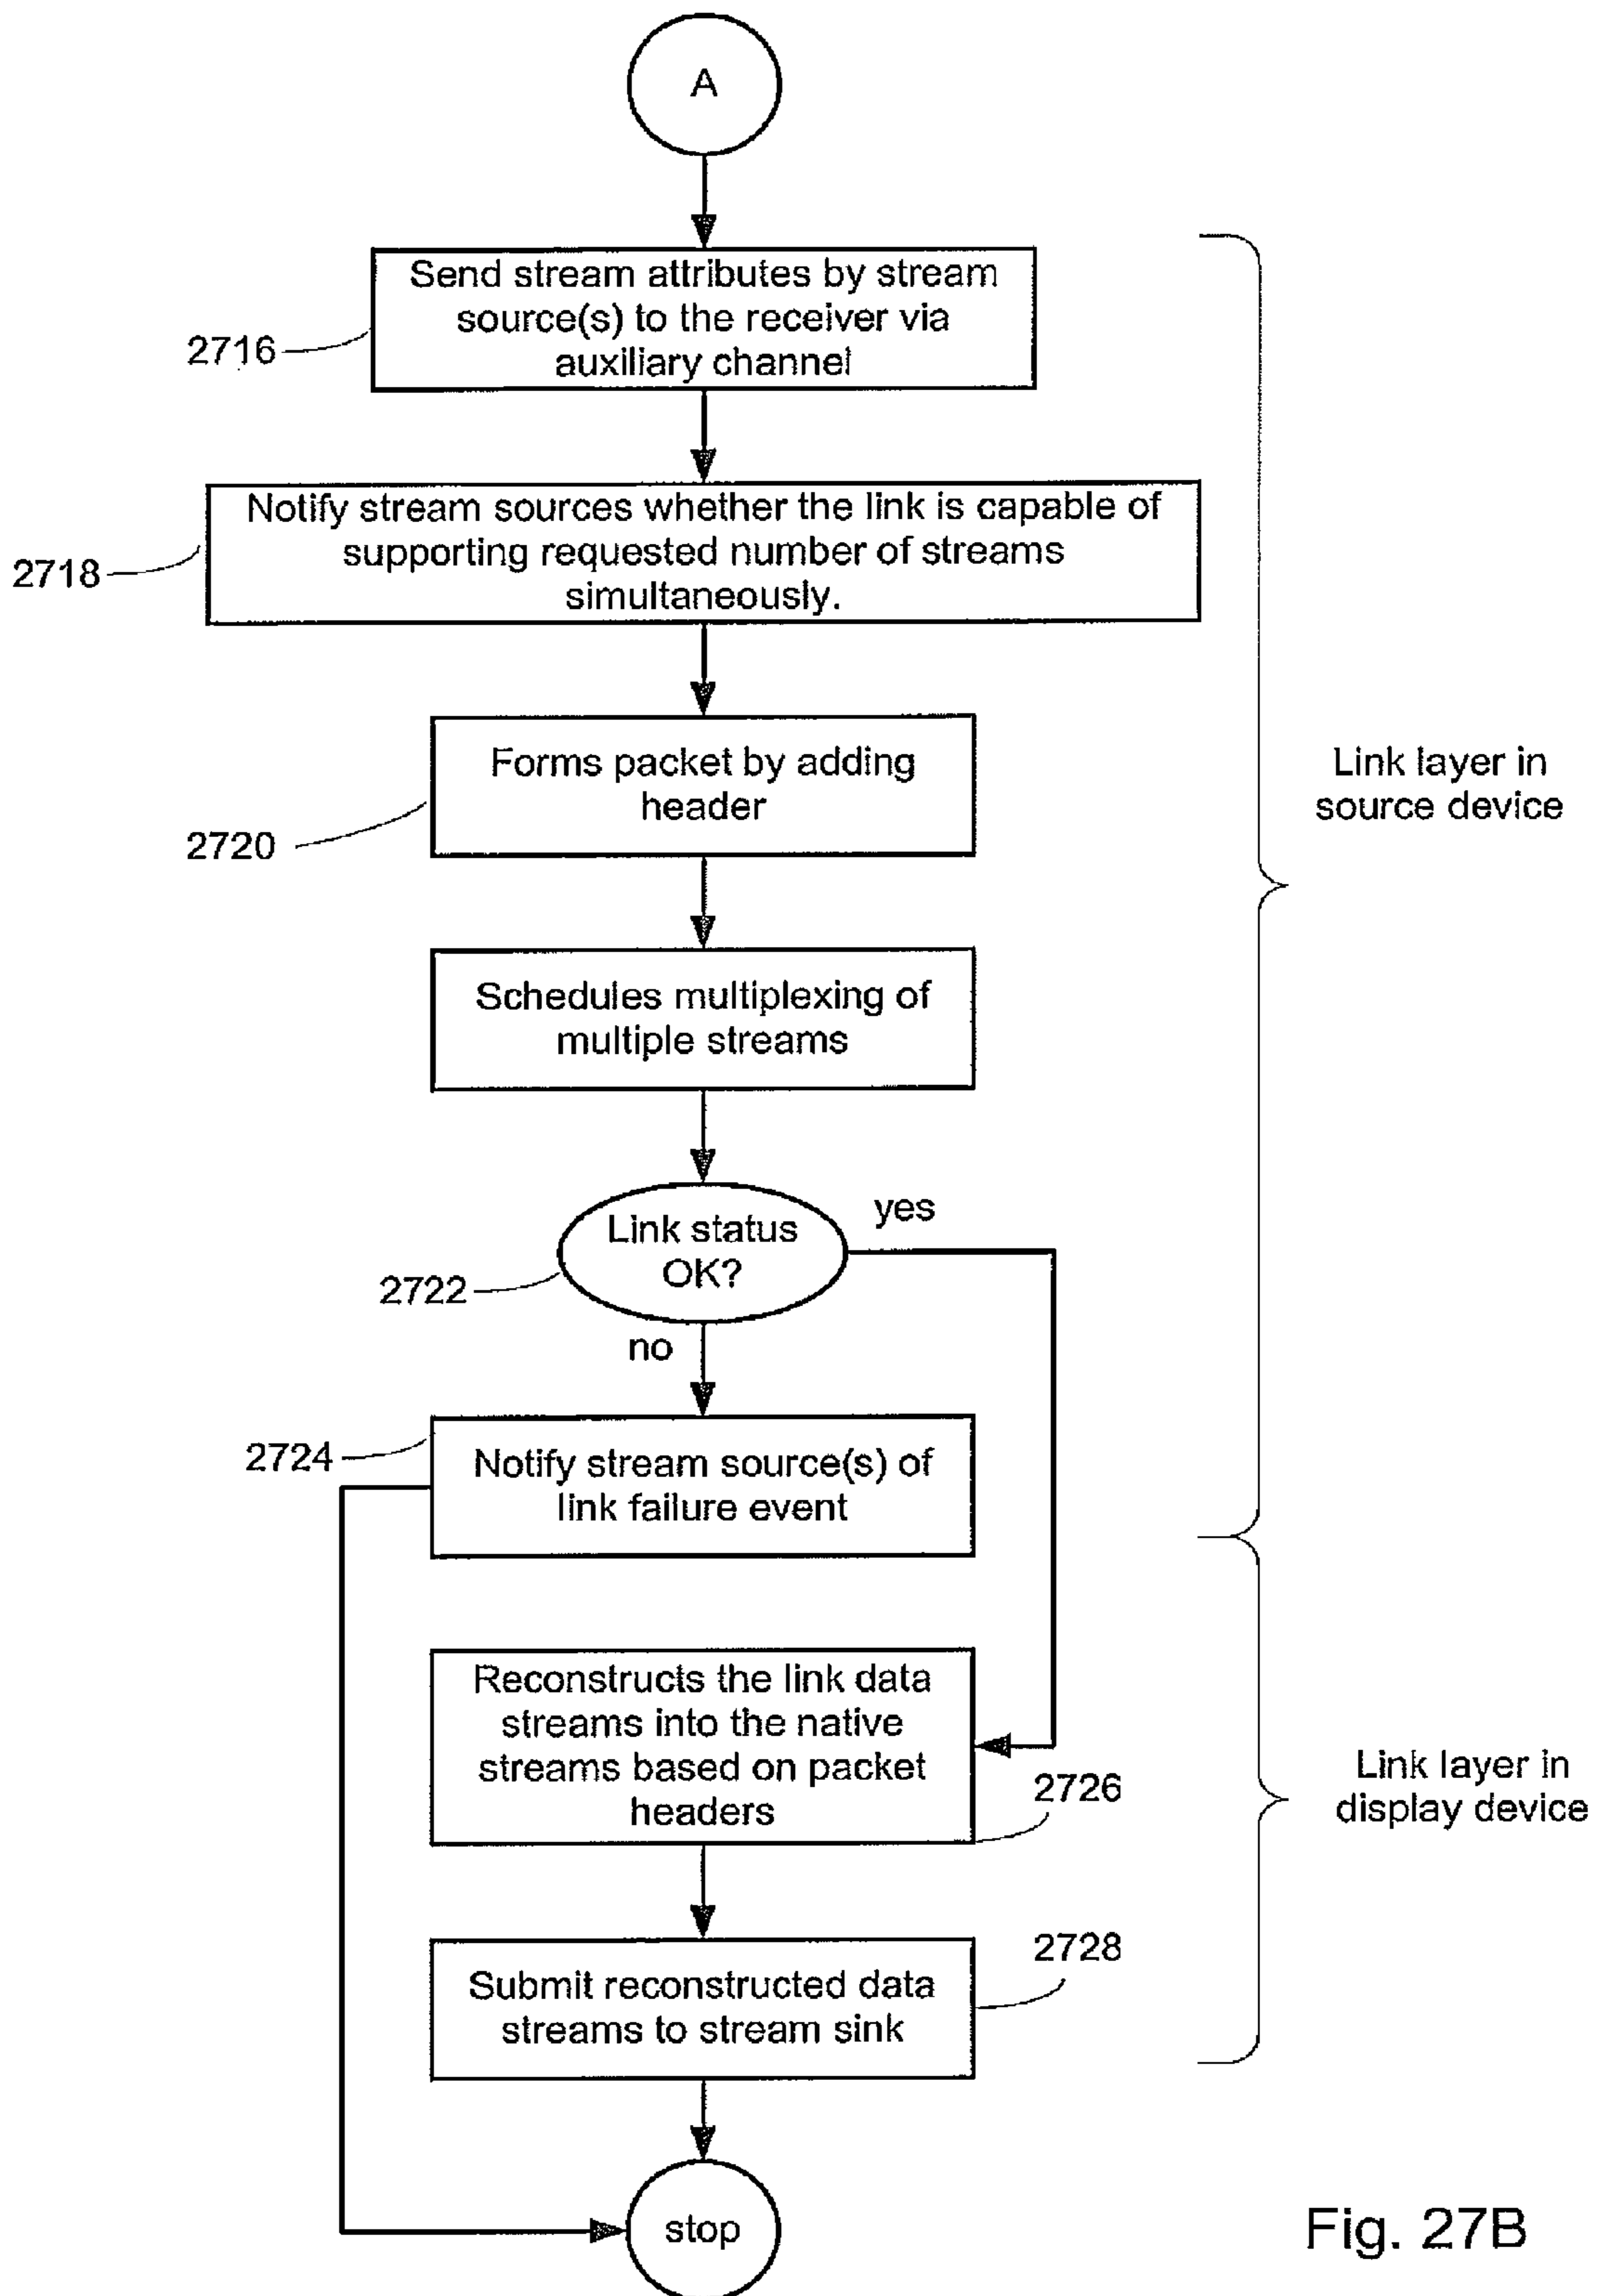 A
Send stream attributes by stream
source(s) to the receiver via
auxiliary channel
2716
Notify stream sources whether the link is capable of
supporting requested number of streams
simultaneously.
2718
Forms packet by adding
header
2720
Link layer in
source device
Schedules multiplexing of
multiple streams
Link status
OK?
yes
2722
no
2724
Notify stream source(s) of
link failure event
Reconstructs the link data
streams into the native
streams based on packet
headers
2726
Link layer in
display device
2728
Submit reconstructed data
streams to stream sink
stop
Fig. 27B